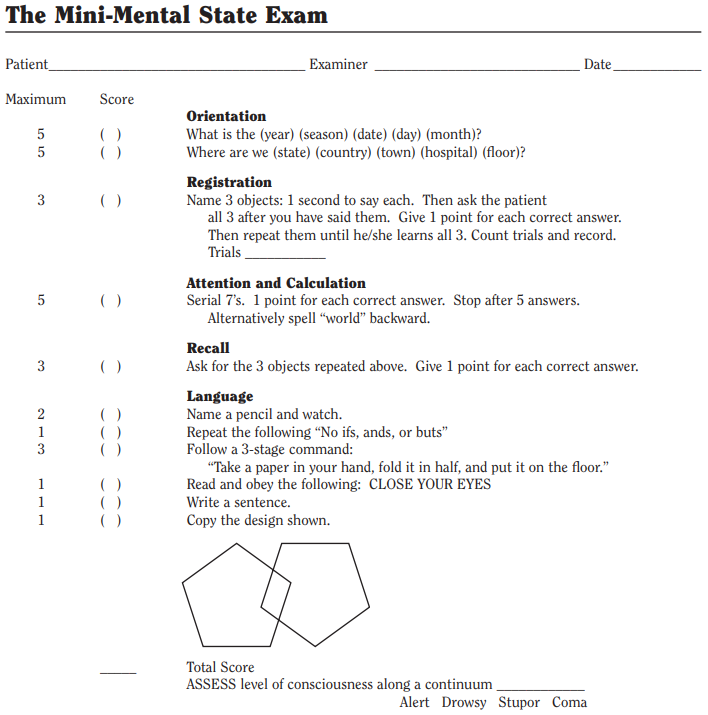 The Mini-Mental State Exam
Patient__________ Examiner __________ Date__________
Maximum Score
Orientation
5 ( ) What is the (year) (season) (date) (day) (month)?
5 ( ) Where are we (state) (country) (town) (hospital) (floor)?
Registration
3 ( ) Name 3 objects: 1 second to say each. Then ask the patient
all 3 after you have said them. Give 1 point for each correct answer.
Then repeat them until he/she learns all 3. Count trials and record.
Trials __________
Attention and Calculation
5 ( ) Serial 7’s. 1 point for each correct answer. Stop after 5 answers.
Alternatively spell “world” backward.
Recall
3 ( ) Ask for the 3 objects repeated above. Give 1 point for each correct answer.
Language
2 ( ) Name a pencil and watch.
1 ( ) Repeat the following “No ifs, ands, or buts”
3 ( ) Follow a 3-stage command:
“Take a paper in your hand, fold it in half, and put it on the floor.”
1 ( ) Read and obey the following: CLOSE YOUR EYES
1 ( ) Write a sentence.
1 ( ) Copy the design shown.
_____ Total Score
ASSESS level of consciousness along a continuum __________
Alert Drowsy Stupor Coma